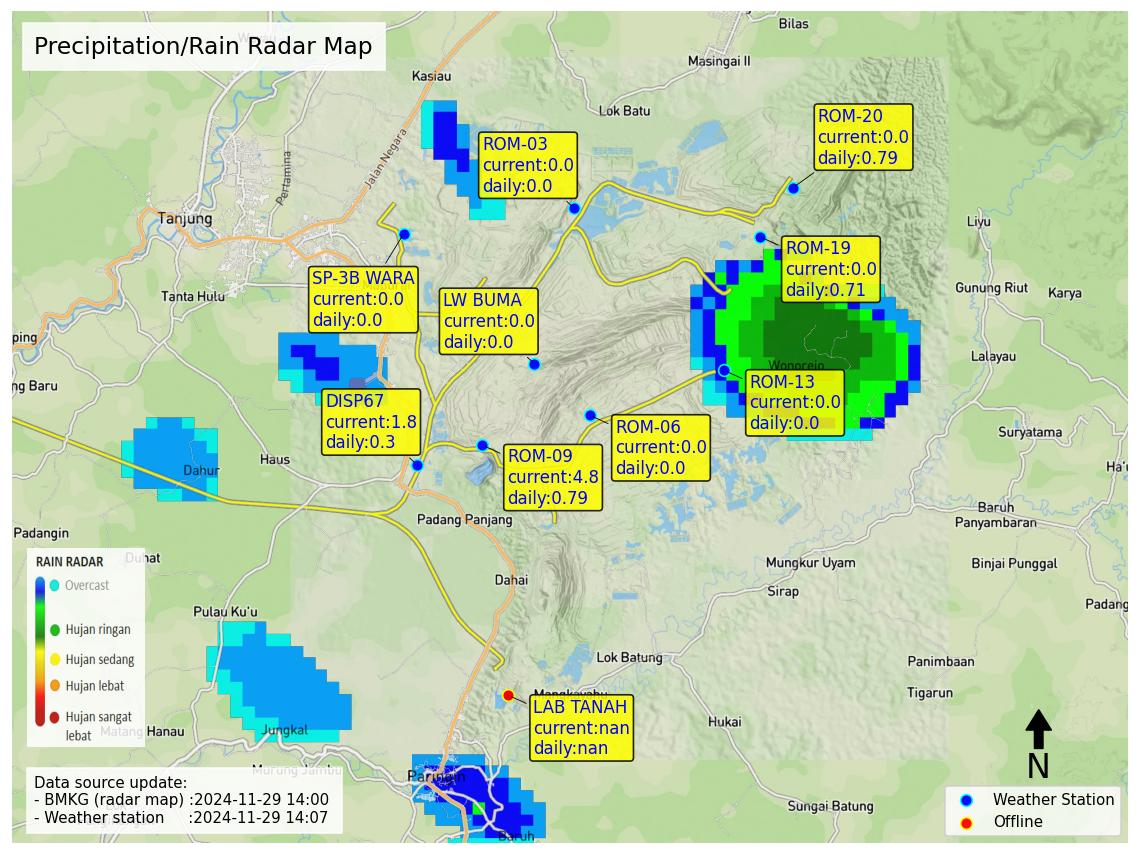 Precipitation/Rain Radar Map
Bilas
Masingai II
Kasiau
Lok Batu
ROM-20
current:0.0
daily:0.79
ROM-03
current:0.0
daily:0.0
Jalan Negara
Pertamina
Tanjung
Liyu
ROM-19
current:0.0
daily:0.71
SP-3B WARA
current:0.0
daily:0.0
LW BUMA
current:0.0
daily:0.0
Tanta Hulu
Gunung Riut
Karya
ping
Lalayau
ng Baru
Wonorejo
ROM-13
current:0.0
daily:0.0
DISP67
current:1.8
daily:0.3
ROM-06
current:0.0
daily:0.0
Suryatama
Haus
Dahur
ROM-09
current:4.8
daily:0.79
Ha'u
Baruh
Panyambaran
Padang Panjang
Padangin
Duhat
Mungkur Uyam
Binjai Punggal
Dahai
Sirap
Padang
Pulau Ku'u
RAIN RADAR
Overcast
Hujan ringan
Hujan sedang
Hujan lebat
Hujan sangat
lebat
Lok Batung
Panimbaan
Tigarun
Mangkayahu
LAB TANAH
current:nan
daily:nan
Hukai
Matang Hanau
Jungkal
Murung Jambu
Paringin
Baruh
Sungai Batung
N
Data source update:
- BMKG (radar map) :2024-11-29 14:00
- Weather station :2024-11-29 14:07
Weather Station
Offline